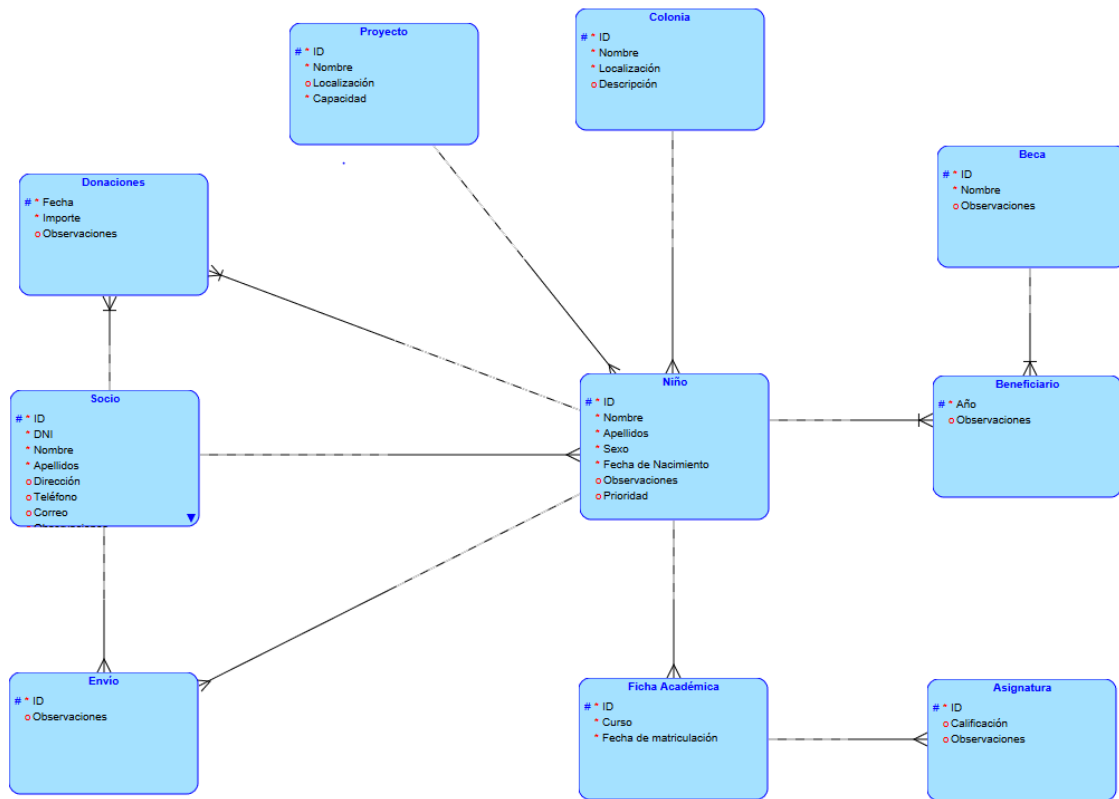 Proyecto
# * ID
* Nombre
o Localización
* Capacidad
Colonia
# * ID
* Nombre
* Localización
o Descripción
Beca
# * ID
* Nombre
o Observaciones
Donaciones
# * Fecha
* Importe
o Observaciones
Socio
# * ID
* DNI
* Nombre
* Apellidos
o Dirección
o Teléfono
o Correo
o Observaciones
Niño
# * ID
* Nombre
* Apellidos
* Sexo
* Fecha de Nacimiento
o Observaciones
o Prioridad
Beneficiario
# * Año
o Observaciones
Envío
# * ID
o Observaciones
Ficha Académica
# * ID
* Curso
* Fecha de matriculación
Asignatura
# * ID
o Calificación
o Observaciones